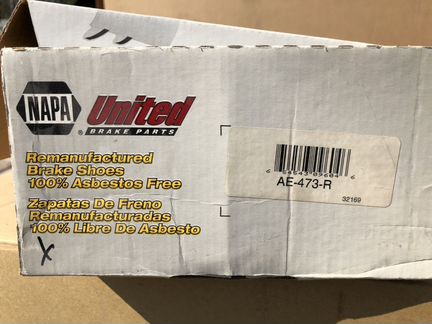 NAPA
United
® BRAKE PARTS
Remanufactured
Brake Shoes
100% Asbestos Free
Zapatas De Freno
Remanufacturadas
100% Libre De Asbesto
X
AE-473-R
32169